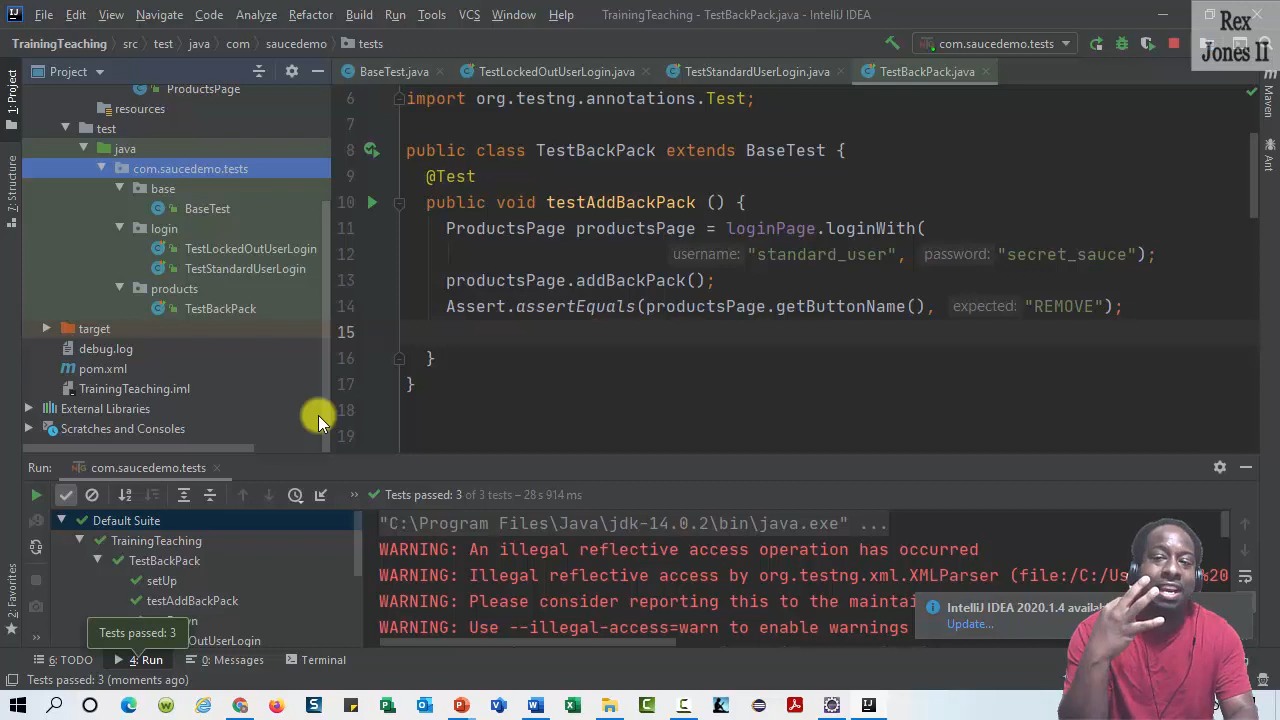 File Edit View Navigate Code Analyze Refactor Build Run Tools VCS Window Help TrainingTeaching - TestBackPack.java - IntelliJ IDEA
Rex
Jones II
TrainingTeaching src test java com saucedemo tests com.saucedemo.tests
1: Project
Project
BaseTest.java TestLockedOutUserLogin.java TestStandardUserLogin.java TestBackPack.java
ProductsPage
resources
test
java
com.saucedemo.tests
base
BaseTest
login
TestLockedOutUserLogin
TestStandardUserLogin
products
TestBackPack
target
debug.log
pom.xml
TrainingTeaching.iml
External Libraries
Scratches and Consoles
7: Structure
2: Favorites
6 import org.testng.annotations.Test;
7
8 public class TestBackPack extends BaseTest {
9 @Test
10 public void testAddBackPack () {
11 ProductsPage productsPage = loginPage.loginWith(
12 username: "standard_user", password: "secret_sauce");
13 productsPage.addBackPack();
14 Assert.assertEquals(productsPage.getButtonName(), expected: "REMOVE");
15
16 }
17 }
18
19
Maven
Ant
Run: com.saucedemo.tests
Tests passed: 3 of 3 tests – 28 s 914 ms
Default Suite
TrainingTeaching
TestBackPack
setUp
testAddBackPack
OutUserLogin
Tests passed: 3
"C:\Program Files\Java\jdk-14.0.2\bin\java.exe" ...
WARNING: An illegal reflective access operation has occurred
WARNING: Illegal reflective access by org.testng.xml.XMLParser (file:/C:/Us
WARNING: Please consider reporting this to the maintai
WARNING: Use --illegal-access=warn to enable warnings
IntelliJ IDEA 2020.1.4 availab
Update...
6: TODO 4: Run 0: Messages Terminal
Tests passed: 3 (moments ago)